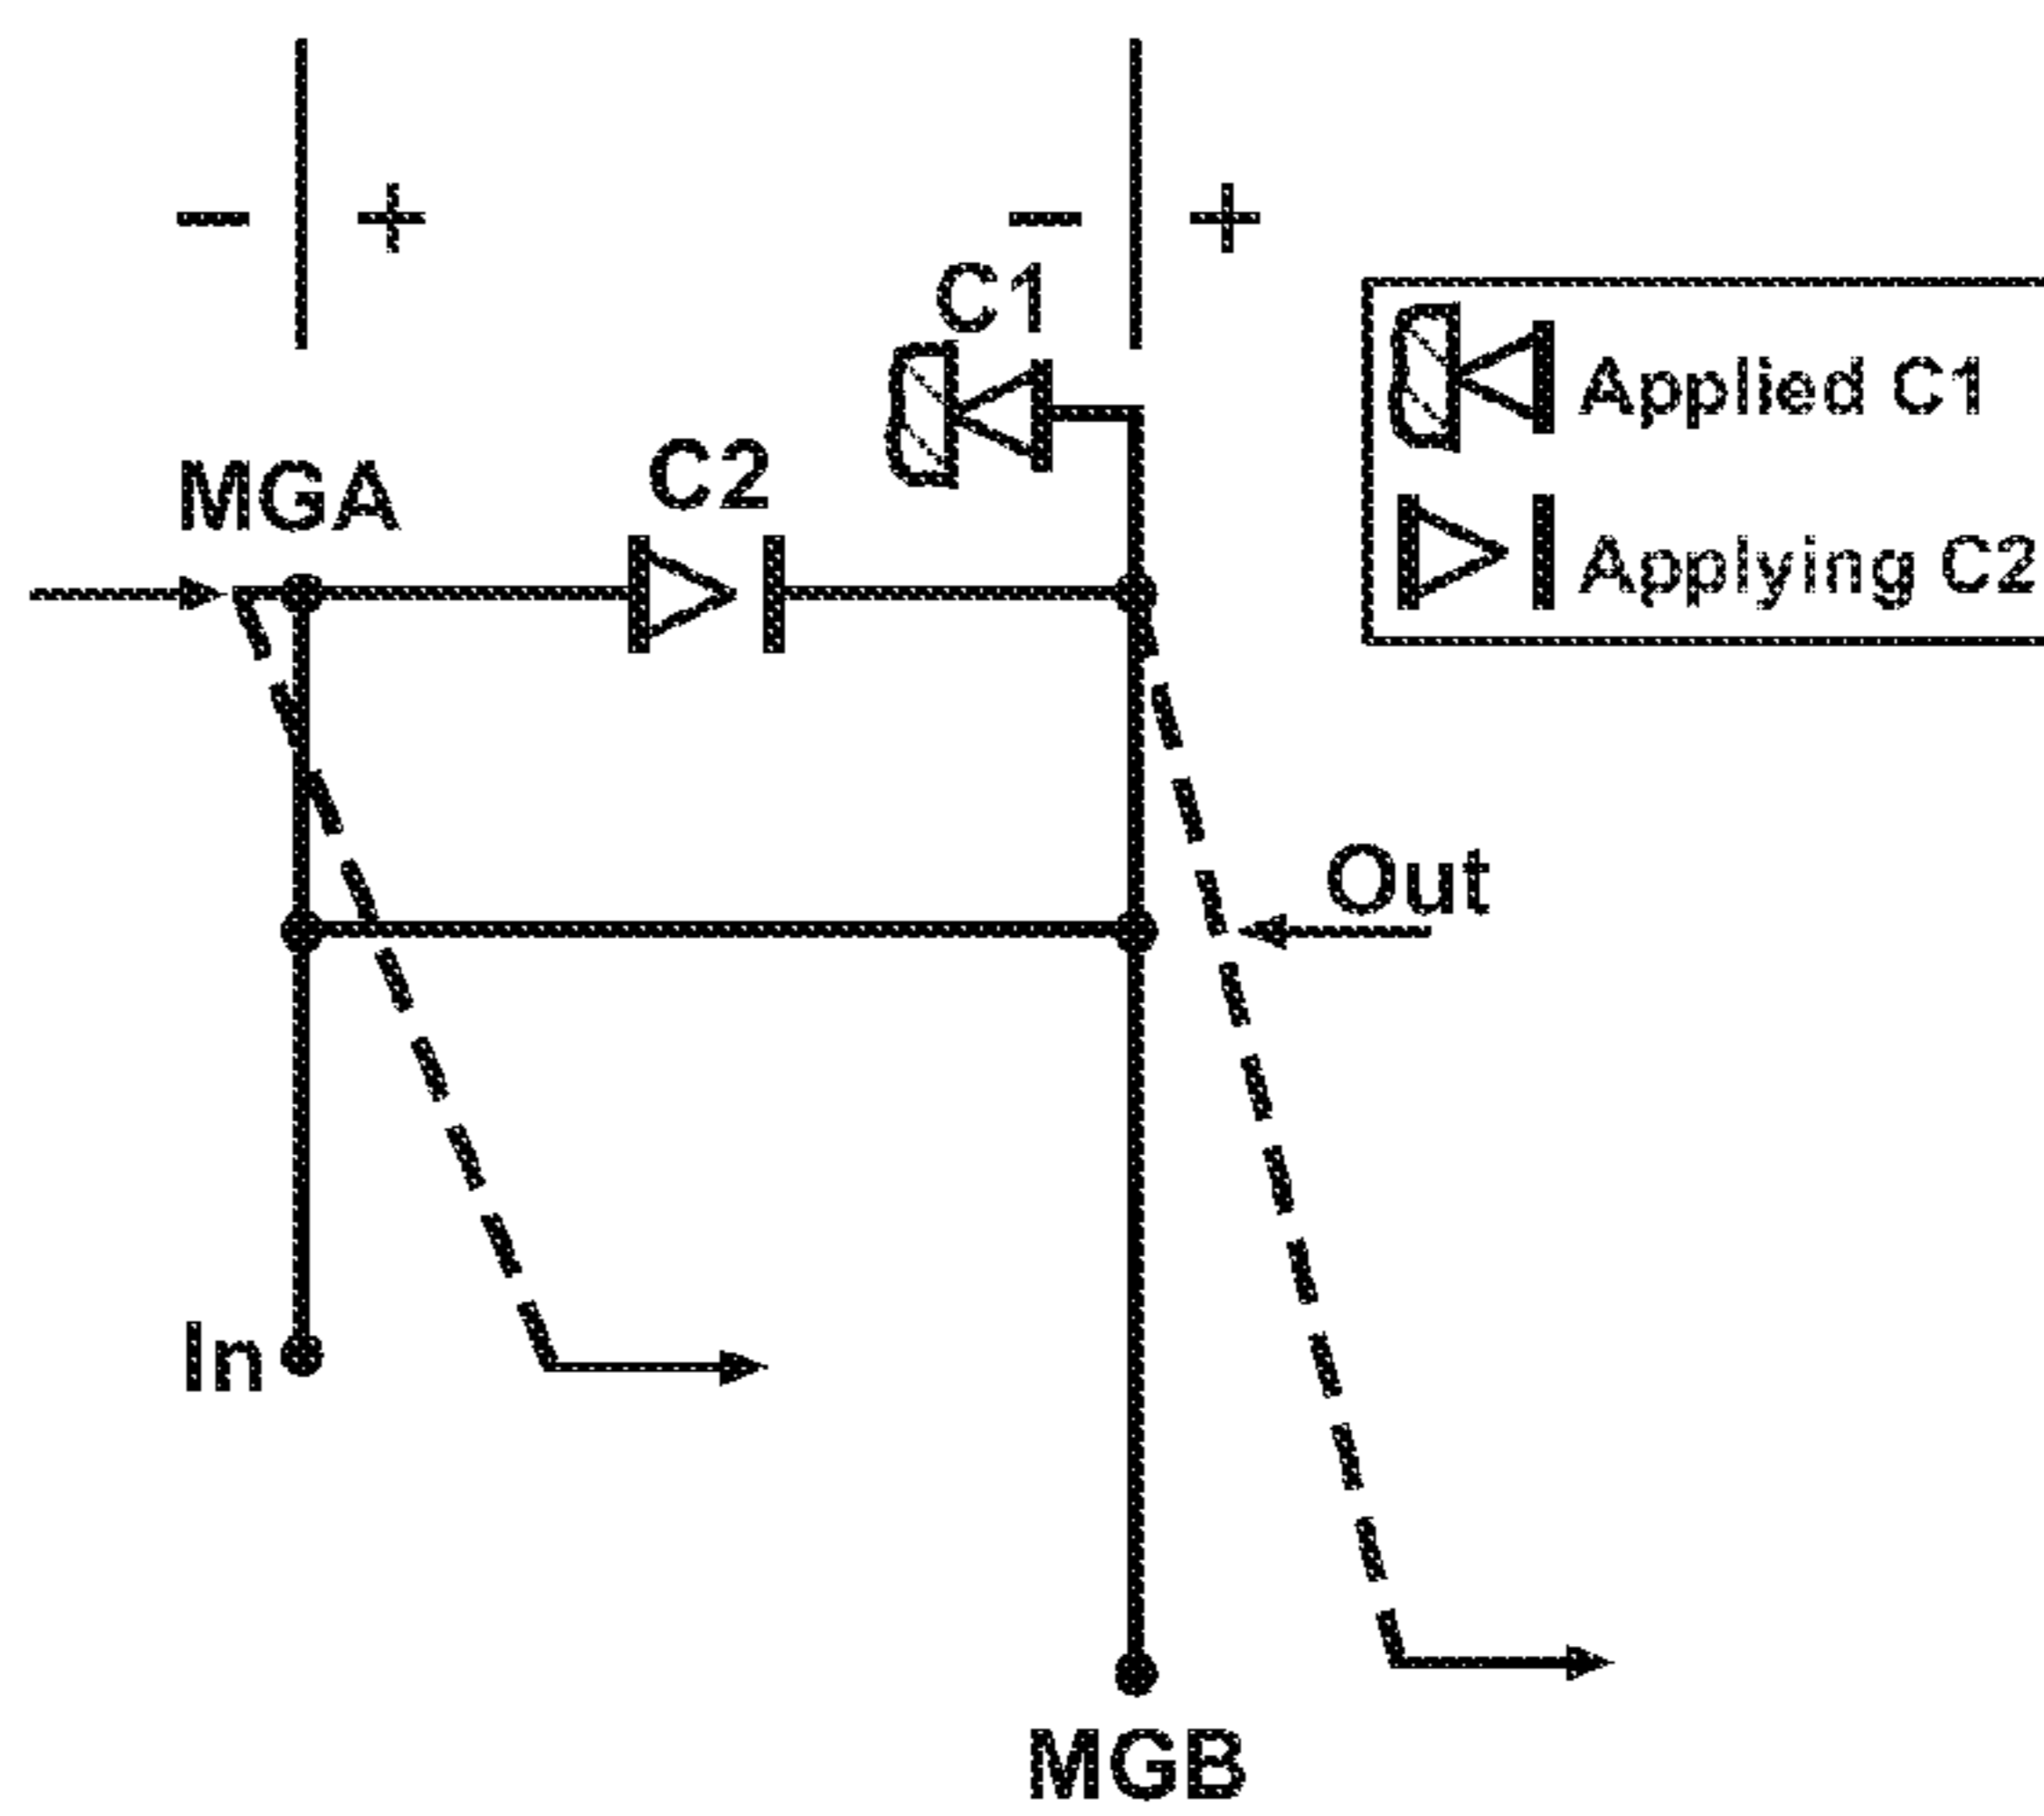 − + − +
C1
Applied C1
C2
MGA
Applying C2
Out
In
MGB